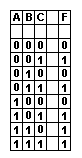 A B C F
0 0 0 0
0 0 1 1
0 1 0 0
0 1 1 0
1 0 0 1
1 0 1 1
1 1 0 1
1 1 1 1